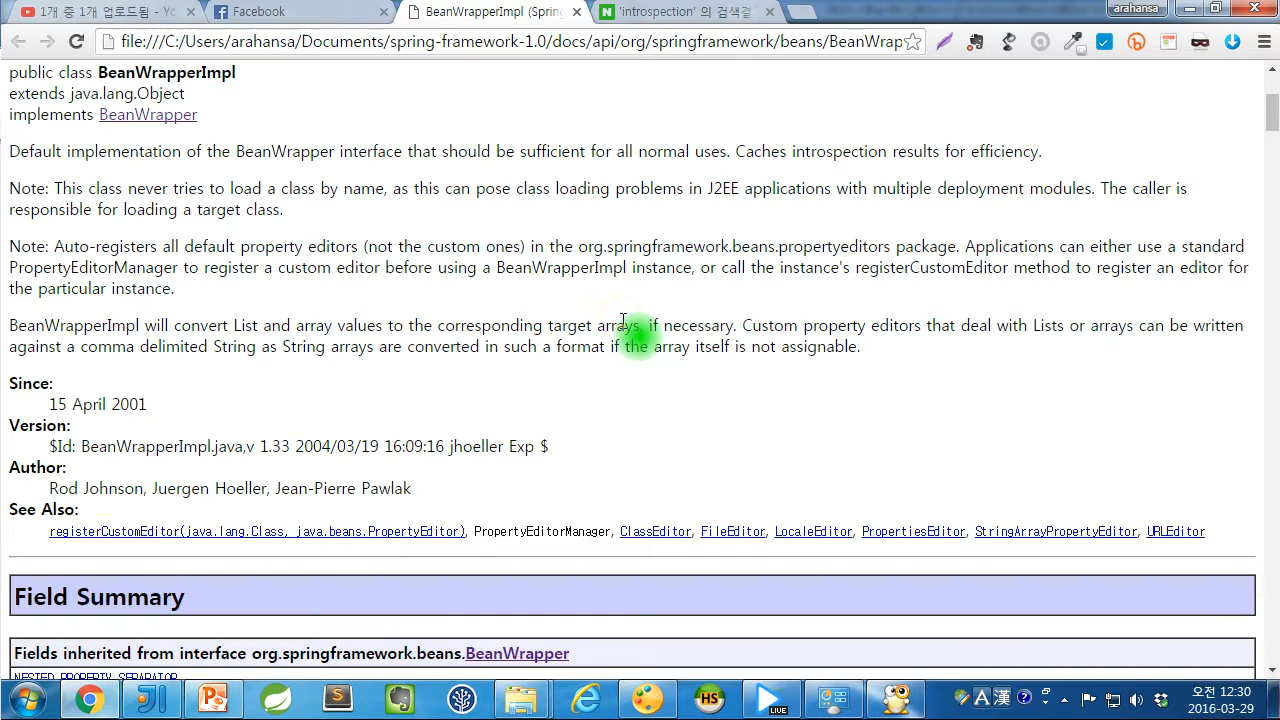 1개 중 1개 업로드됨 - Yo
Facebook
BeanWrapperImpl (Spring
'introspection' 의 검색결
arahansa
file:///C:/Users/arahansa/Documents/spring-framework-1.0/docs/api/org/springframework/beans/BeanWrap
public class BeanWrapperImpl
extends java.lang.Object
implements BeanWrapper
Default implementation of the BeanWrapper interface that should be sufficient for all normal uses. Caches introspection results for efficiency.
Note: This class never tries to load a class by name, as this can pose class loading problems in J2EE applications with multiple deployment modules. The caller is
responsible for loading a target class.
Note: Auto-registers all default property editors (not the custom ones) in the org.springframework.beans.propertyeditors package. Applications can either use a standard
PropertyEditorManager to register a custom editor before using a BeanWrapperImpl instance, or call the instance's registerCustomEditor method to register an editor for
the particular instance.
BeanWrapperImpl will convert List and array values to the corresponding target arrays, if necessary. Custom property editors that deal with Lists or arrays can be written
against a comma delimited String as String arrays are converted in such a format if the array itself is not assignable.
Since:
15 April 2001
Version:
$Id: BeanWrapperImpl.java,v 1.33 2004/03/19 16:09:16 jhoeller Exp $
Author:
Rod Johnson, Juergen Hoeller, Jean-Pierre Pawlak
See Also:
registerCustomEditor(java.lang.Class, java.beans.PropertyEditor), PropertyEditorManager, ClassEditor, FileEditor, LocaleEditor, PropertiesEditor, StringArrayPropertyEditor, URLEditor
Field Summary
Fields inherited from interface org.springframework.beans.BeanWrapper
NESTED_PROPERTY_SEPARATOR
HS
LIVE
A 漢
오전 12:30
2016-03-29